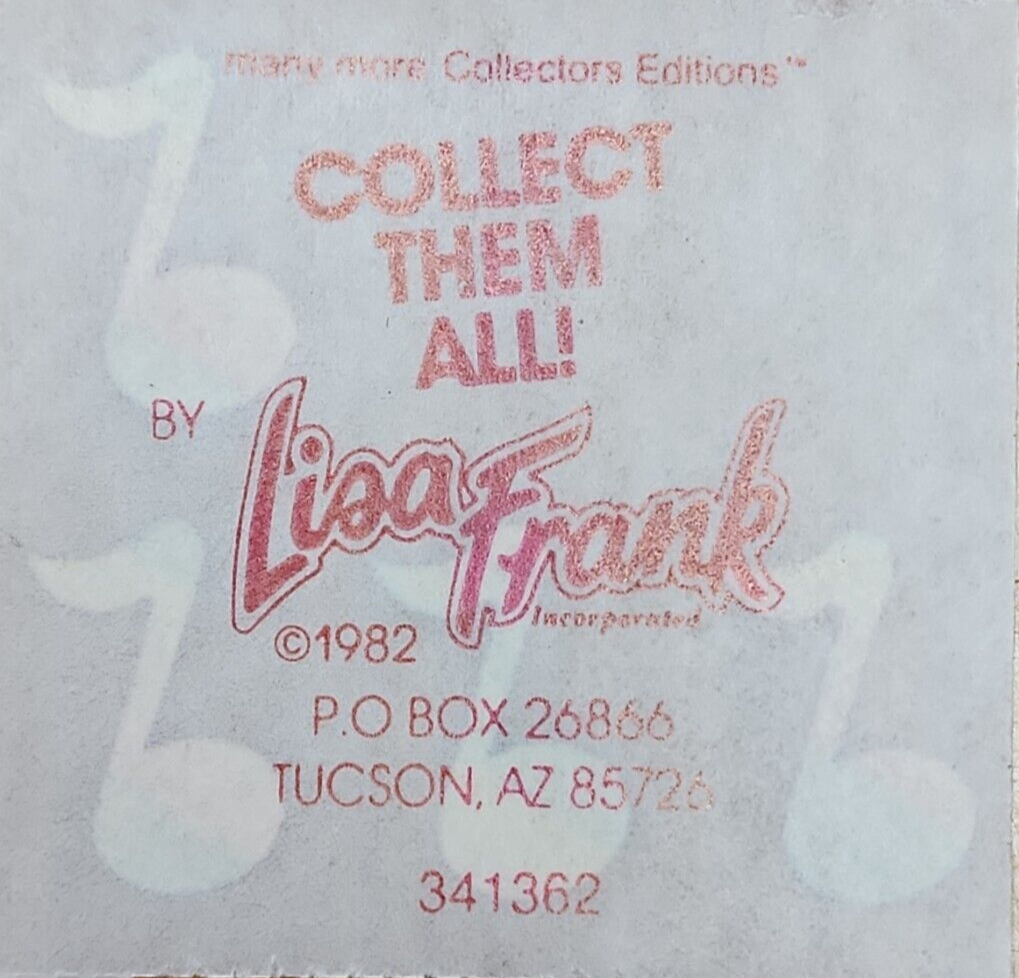 many more Collectors Editions™
COLLECT
THEM
ALL!
BY Lisa Frank
Incorporated
©1982
P.O BOX 26866
TUCSON, AZ 85726
341362